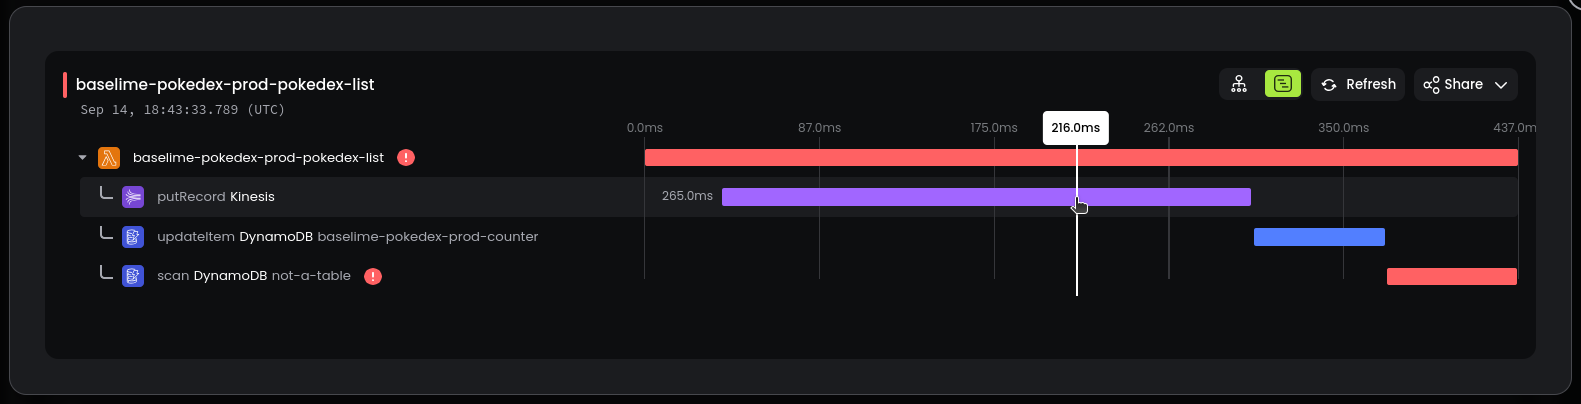 baselime-pokedex-prod-pokedex-list
Refresh
Share
Sep 14, 18:43:33.789 (UTC)
0.0ms 87.0ms 175.0ms 216.0ms 262.0ms 350.0ms 437.0m
baselime-pokedex-prod-pokedex-list !
putRecord Kinesis 265.0ms
updateItem DynamoDB baselime-pokedex-prod-counter
scan DynamoDB not-a-table !